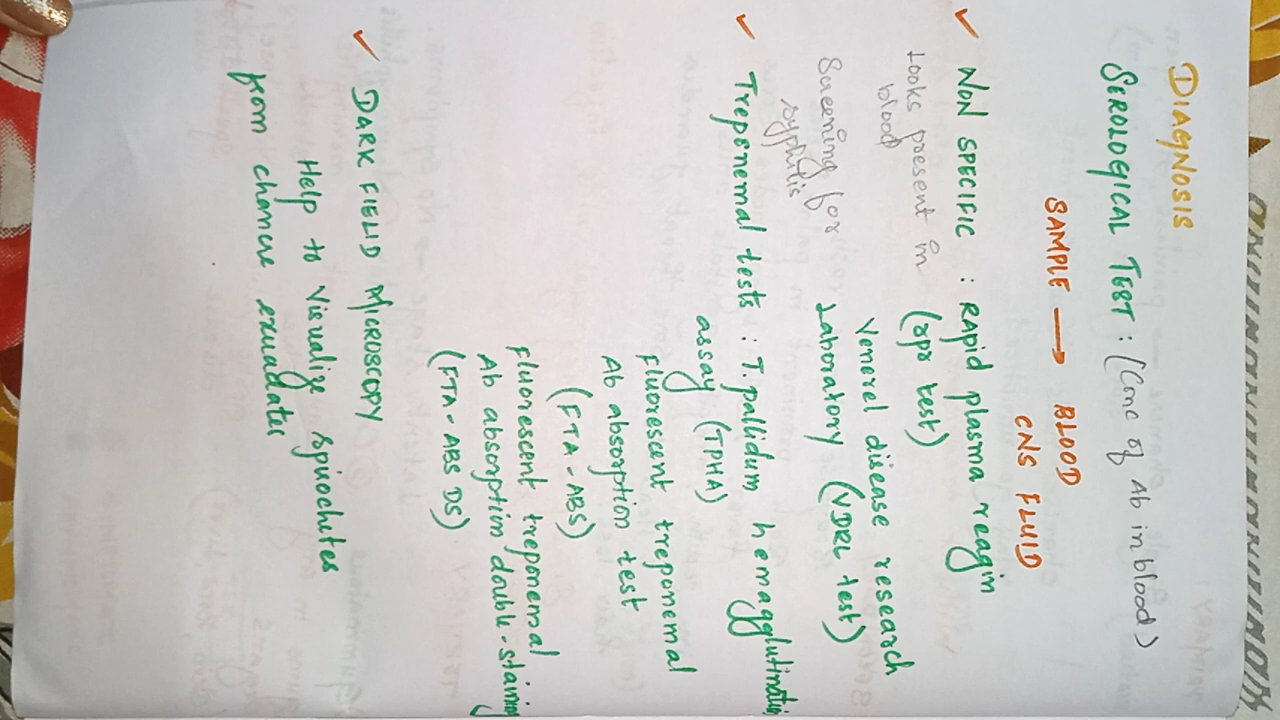 DIAGNOSIS
SEROLOGICAL TEST : (Conc of Ab in blood)
SAMPLE → BLOOD
CNS FLUID
✓ NON SPECIFIC : RAPID plasma reagin
(rpr test)
Looks present in
blood
Venerel disease research
Laboratory (VDRL test)
Screening for
syphilis
✓ Treponemal tests : T. pallidum hemagglutination
assay (TPHA)
Fluorescent treponemal
Ab absorption test
(FTA-ABS)
Fluorescent treponemal
Ab absorption double-staining
(FTA-ABS DS)
✓ DARK FIELD MICROSCOPY
Help to Visualize spirochetes
from chancre exudates